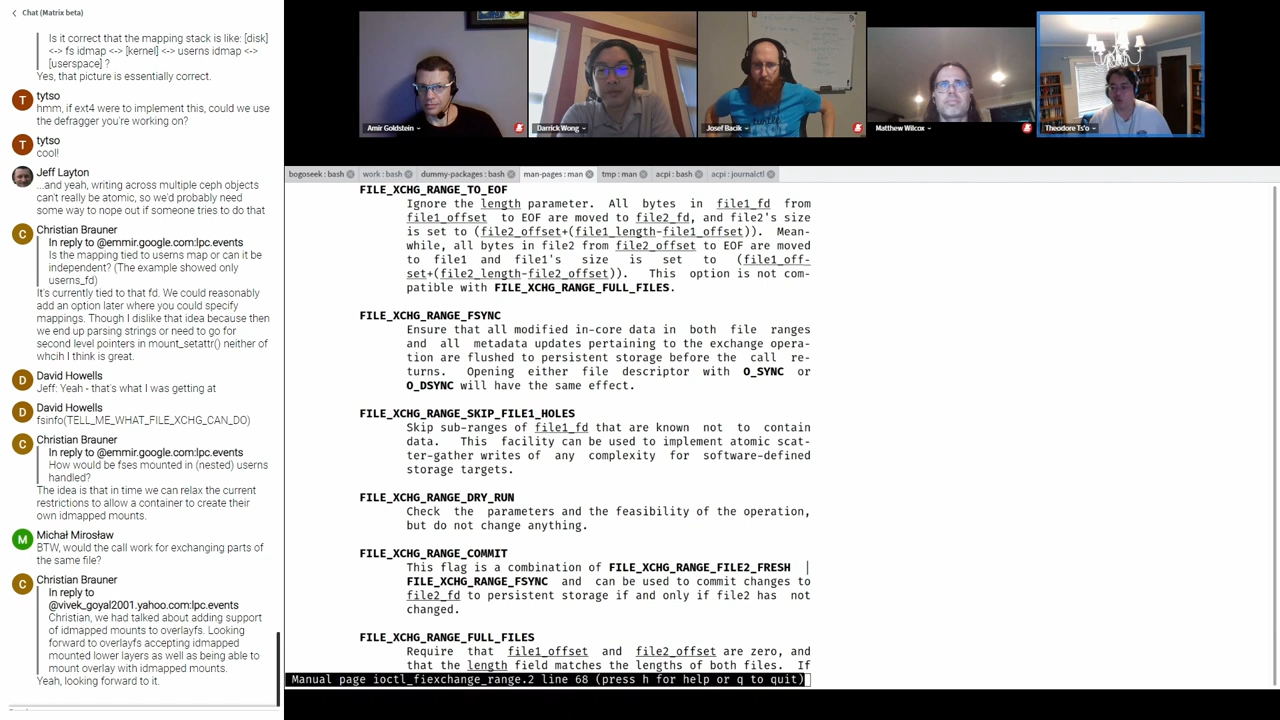 Chat (Matrix beta)
Is it correct that the mapping stack is like: [disk]
<-> fs idmap <-> [kernel] <-> userns idmap <->
[userspace] ?
Yes, that picture is essentially correct.
T
tytso
hmm, if ext4 were to implement this, could we use
the defragger you're working on?
T
tytso
cool!
Jeff Layton
...and yeah, writing across multiple ceph objects
can't really be atomic, so we'd probably need
some way to nope out if someone tries to do that
C
Christian Brauner
In reply to @emmir.google.com:lpc.events
Is the mapping tied to userns map or can it be
independent? (The example showed only
userns_fd)
It's currently tied to that fd. We could reasonably
add an option later where you could specify
mappings. Though I dislike that idea because then
we end up parsing strings or need to go for
second level pointers in mount_setattr() neither of
whcih I think is great.
D
David Howells
Jeff: Yeah - that's what I was getting at
D
David Howells
fsinfo(TELL_ME_WHAT_FILE_XCHG_CAN_DO)
C
Christian Brauner
In reply to @emmir.google.com:lpc.events
How would be fses mounted in (nested) userns
handled?
The idea is that in time we can relax the current
restrictions to allow a container to create their
own idmapped mounts.
M
Michał Mirosław
BTW, would the call work for exchanging parts of
the same file?
C
Christian Brauner
In reply to
@vivek_goyal2001.yahoo.com:lpc.events
Christian, we had talked about adding support
of idmapped mounts to overlayfs. Looking
forward to overlayfs accepting idmapped
mounted lower layers as well as being able to
mount overlay with idmapped mounts.
Yeah, looking forward to it.
Amir Goldstein
Darrick Wong
Josef Bacik
Matthew Wilcox
Theodore Ts'o
bogoseek : bash
work : bash
dummy-packages : bash
man-pages : man
tmp : man
acpi : bash
acpi : journalctl
FILE_XCHG_RANGE_TO_EOF
Ignore the length parameter. All bytes in file1_fd from
file1_offset to EOF are moved to file2_fd, and file2's size
is set to (file2_offset+(file1_length-file1_offset)). Mean-
while, all bytes in file2 from file2_offset to EOF are moved
to file1 and file1's size is set to (file1_off-
set+(file2_length-file2_offset)). This option is not com-
patible with FILE_XCHG_RANGE_FULL_FILES.
FILE_XCHG_RANGE_FSYNC
Ensure that all modified in-core data in both file ranges
and all metadata updates pertaining to the exchange opera-
tion are flushed to persistent storage before the call re-
turns. Opening either file descriptor with O_SYNC or
O_DSYNC will have the same effect.
FILE_XCHG_RANGE_SKIP_FILE1_HOLES
Skip sub-ranges of file1_fd that are known not to contain
data. This facility can be used to implement atomic scat-
ter-gather writes of any complexity for software-defined
storage targets.
FILE_XCHG_RANGE_DRY_RUN
Check the parameters and the feasibility of the operation,
but do not change anything.
FILE_XCHG_RANGE_COMMIT
This flag is a combination of FILE_XCHG_RANGE_FILE2_FRESH |
FILE_XCHG_RANGE_FSYNC and can be used to commit changes to
file2_fd to persistent storage if and only if file2 has not
changed.
FILE_XCHG_RANGE_FULL_FILES
Require that file1_offset and file2_offset are zero, and
that the length field matches the lengths of both files. If
Manual page ioctl_fiexchange_range.2 line 68 (press h for help or q to quit)